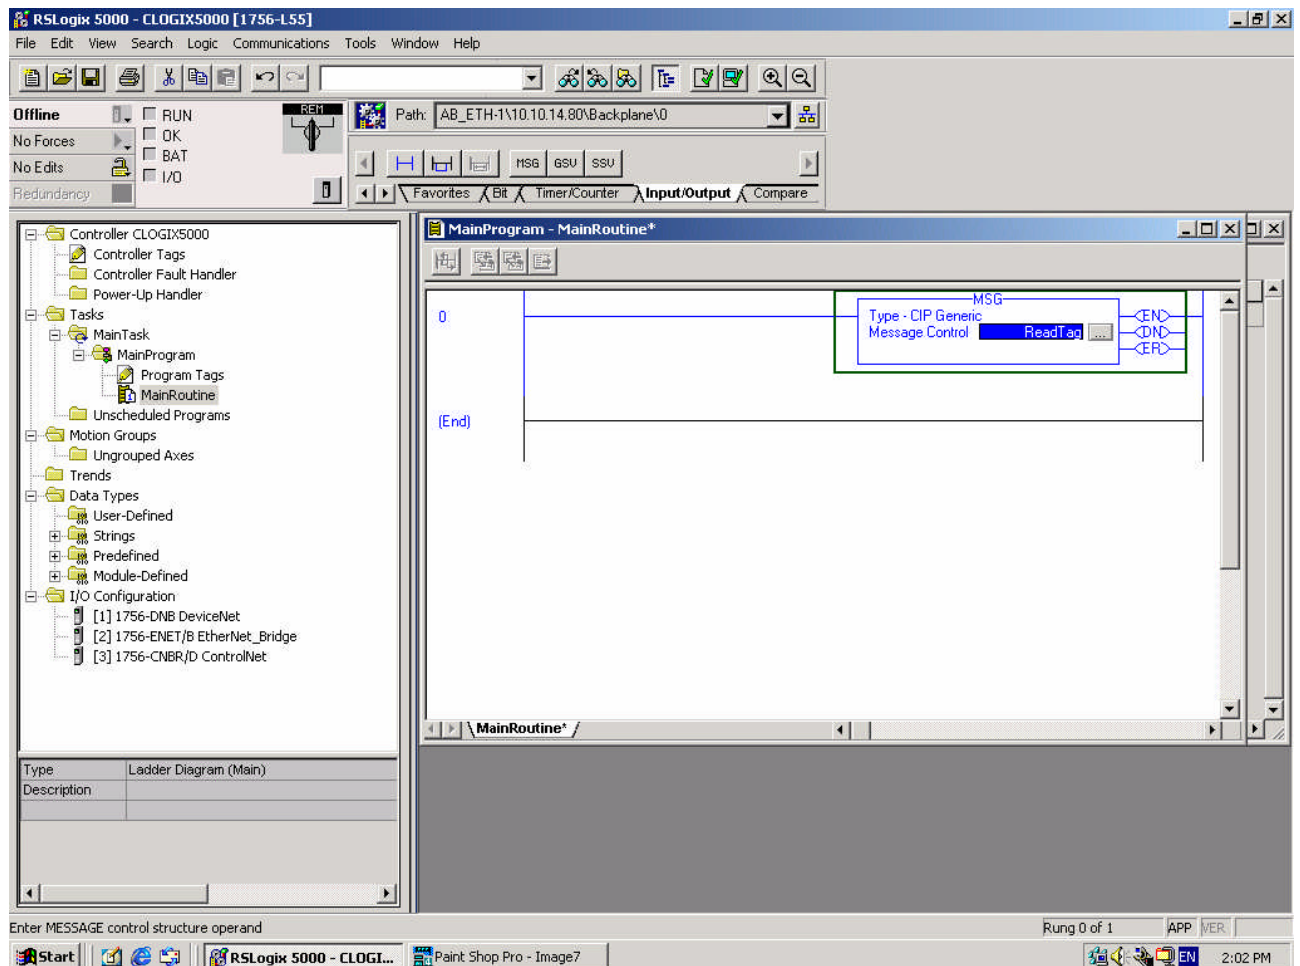 RSLogix 5000 - CLOGIX5000 [1756-L55]
File Edit View Search Logic Communications Tools Window Help
Offline
RUN
No Forces
OK
No Edits
BAT
Redundancy
I/O
REM
Path: AB_ETH-1\10.10.14.80\Backplane\0
MSG GSV SSV
Favorites Bit Timer/Counter Input/Output Compare
Controller CLOGIX5000
Controller Tags
Controller Fault Handler
Power-Up Handler
Tasks
MainTask
MainProgram
Program Tags
MainRoutine
Unscheduled Programs
Motion Groups
Ungrouped Axes
Trends
Data Types
User-Defined
Strings
Predefined
Module-Defined
I/O Configuration
[1] 1756-DNB DeviceNet
[2] 1756-ENET/B EtherNet_Bridge
[3] 1756-CNBR/D ControlNet
Type Ladder Diagram (Main)
Description
MainProgram - MainRoutine*
0
MSG
Type - CIP Generic
Message Control ReadTag ...
EN
DN
ER
(End)
MainRoutine*
Enter MESSAGE control structure operand
Rung 0 of 1 APP VER
Start RSLogix 5000 - CLOGI... Paint Shop Pro - Image7 EN 2:02 PM